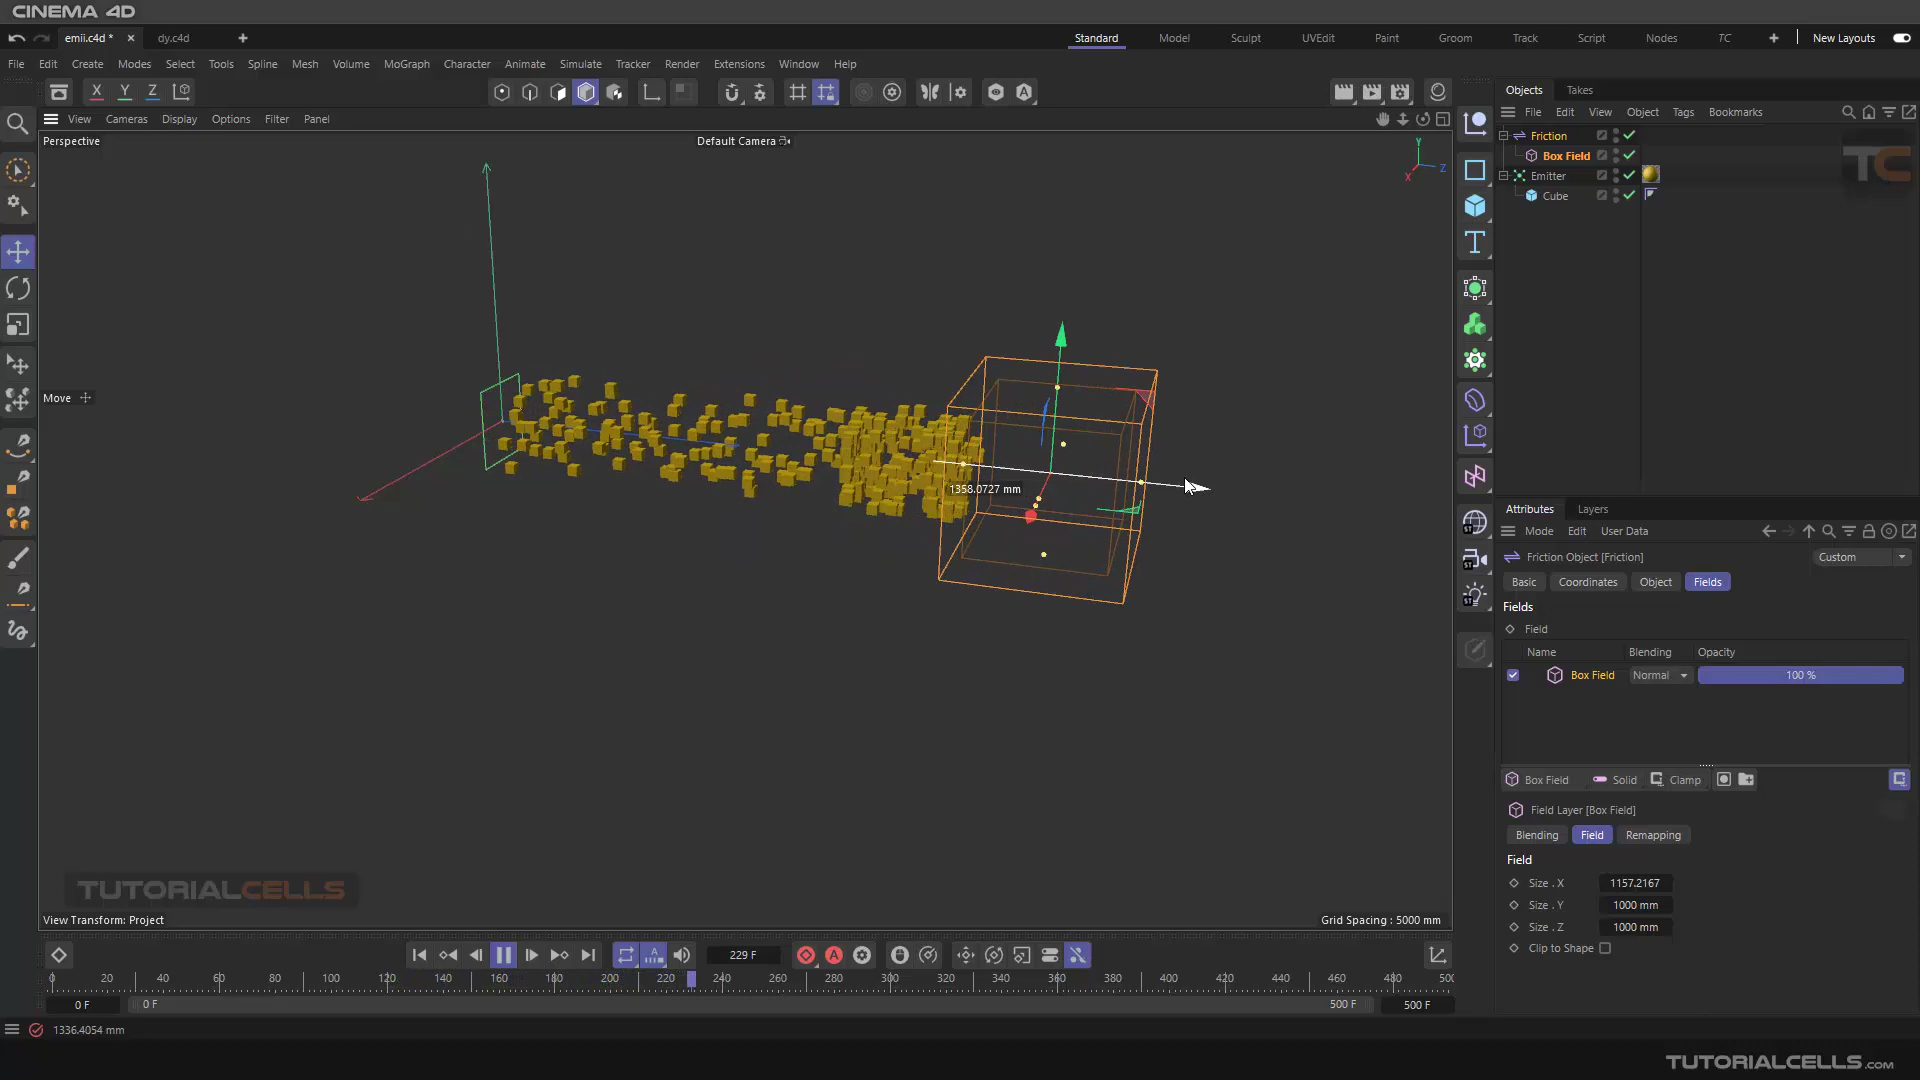 CINEMA 4D
emii.c4d *
dy.c4d
Standard Model Sculpt UVEdit Paint Groom Track Script Nodes TC New Layouts
File Edit Create Modes Select Tools Spline Mesh Volume MoGraph Character Animate Simulate Tracker Render Extensions Window Help
X Y Z
View Cameras Display Options Filter Panel
Perspective
Default Camera
Y
Z
X
Move
1358.0727 mm
TUTORIALCELLS
View Transform: Project
Grid Spacing : 5000 mm
229 F
0 20 40 60 80 100 120 140 160 180 200 220 240 260 280 300 320 340 360 380 400 420 440 460 480 500
0 F
0 F
500 F
500 F
1336.4054 mm
Objects Takes
File Edit View Object Tags Bookmarks
Friction
Box Field
Emitter
Cube
TC
ST
ST
ST
Attributes Layers
Mode Edit User Data
Friction Object [Friction]
Custom
Basic Coordinates Object Fields
Fields
Field
Name Blending Opacity
Box Field Normal 100 %
Box Field Solid Clamp
Field Layer [Box Field]
Blending Field Remapping
Field
Size . X 1157.2167
Size . Y 1000 mm
Size . Z 1000 mm
Clip to Shape
TUTORIALCELLS.com